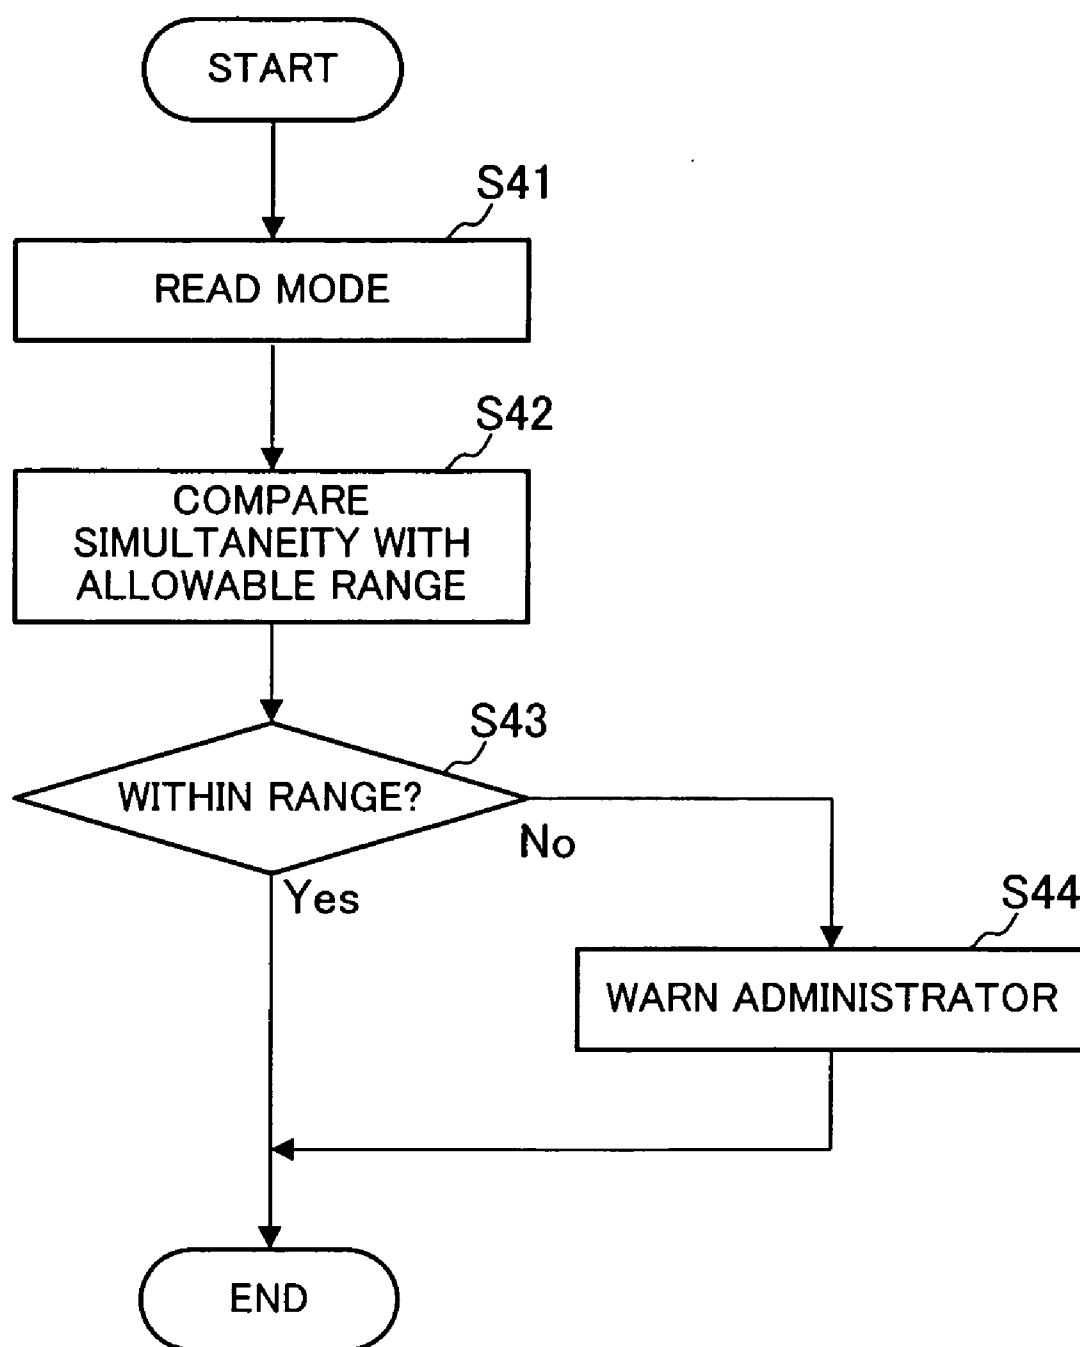 START
S41
READ MODE
S42
COMPARE
SIMULTANEITY WITH
ALLOWABLE RANGE
S43
WITHIN RANGE?
No
Yes
S44
WARN ADMINISTRATOR
END